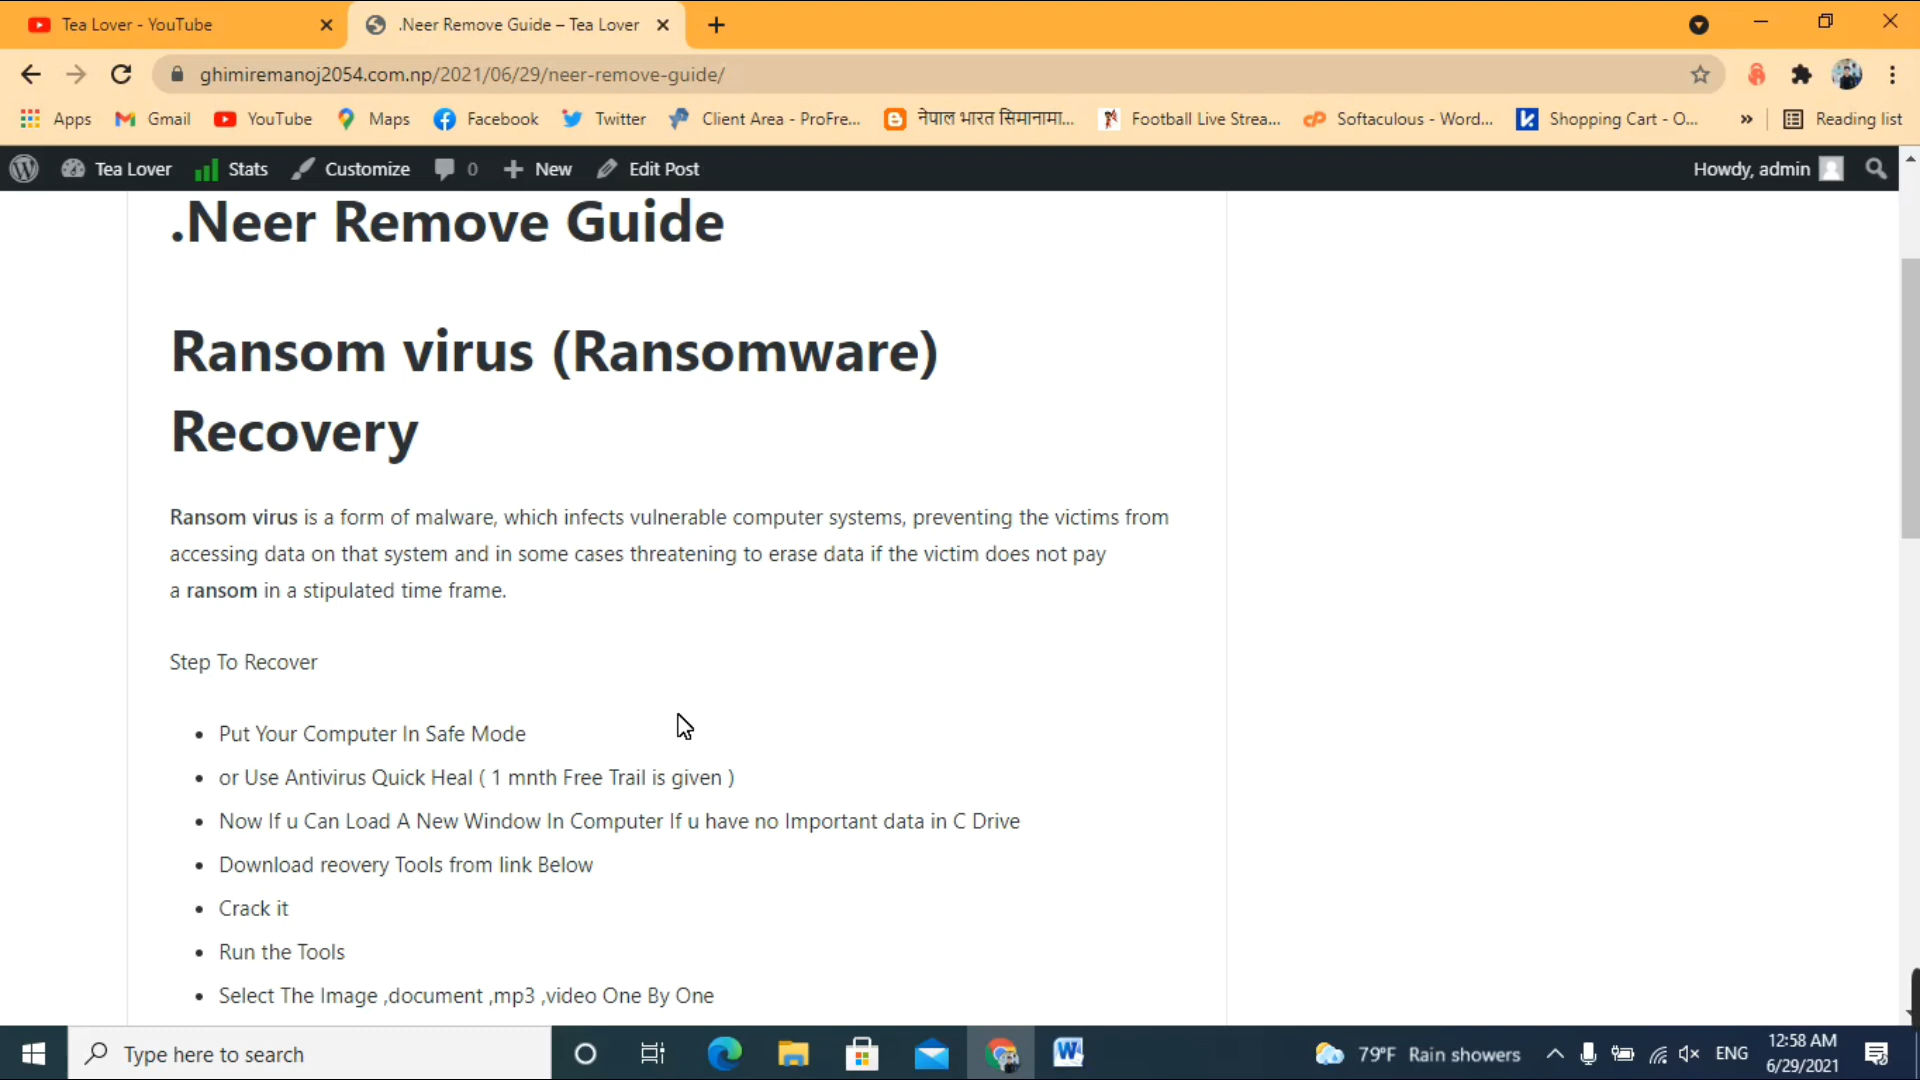 Tea Lover - YouTube
.Neer Remove Guide – Tea Lover
ghimiremanoj2054.com.np/2021/06/29/neer-remove-guide/
Apps Gmail YouTube Maps Facebook Twitter Client Area - ProFre... नेपाल भारत सिमानामा... Football Live Strea... Softaculous - Word... Shopping Cart - O... » Reading list
Tea Lover Stats Customize 0 New Edit Post Howdy, admin
.Neer Remove Guide
Ransom virus (Ransomware)
Recovery
Ransom virus is a form of malware, which infects vulnerable computer systems, preventing the victims from
accessing data on that system and in some cases threatening to erase data if the victim does not pay
a ransom in a stipulated time frame.
Step To Recover
• Put Your Computer In Safe Mode
• or Use Antivirus Quick Heal ( 1 mnth Free Trail is given )
• Now If u Can Load A New Window In Computer If u have no Important data in C Drive
• Download reovery Tools from link Below
• Crack it
• Run the Tools
• Select The Image ,document ,mp3 ,video One By One
Type here to search
79°F Rain showers
ENG
12:58 AM
6/29/2021